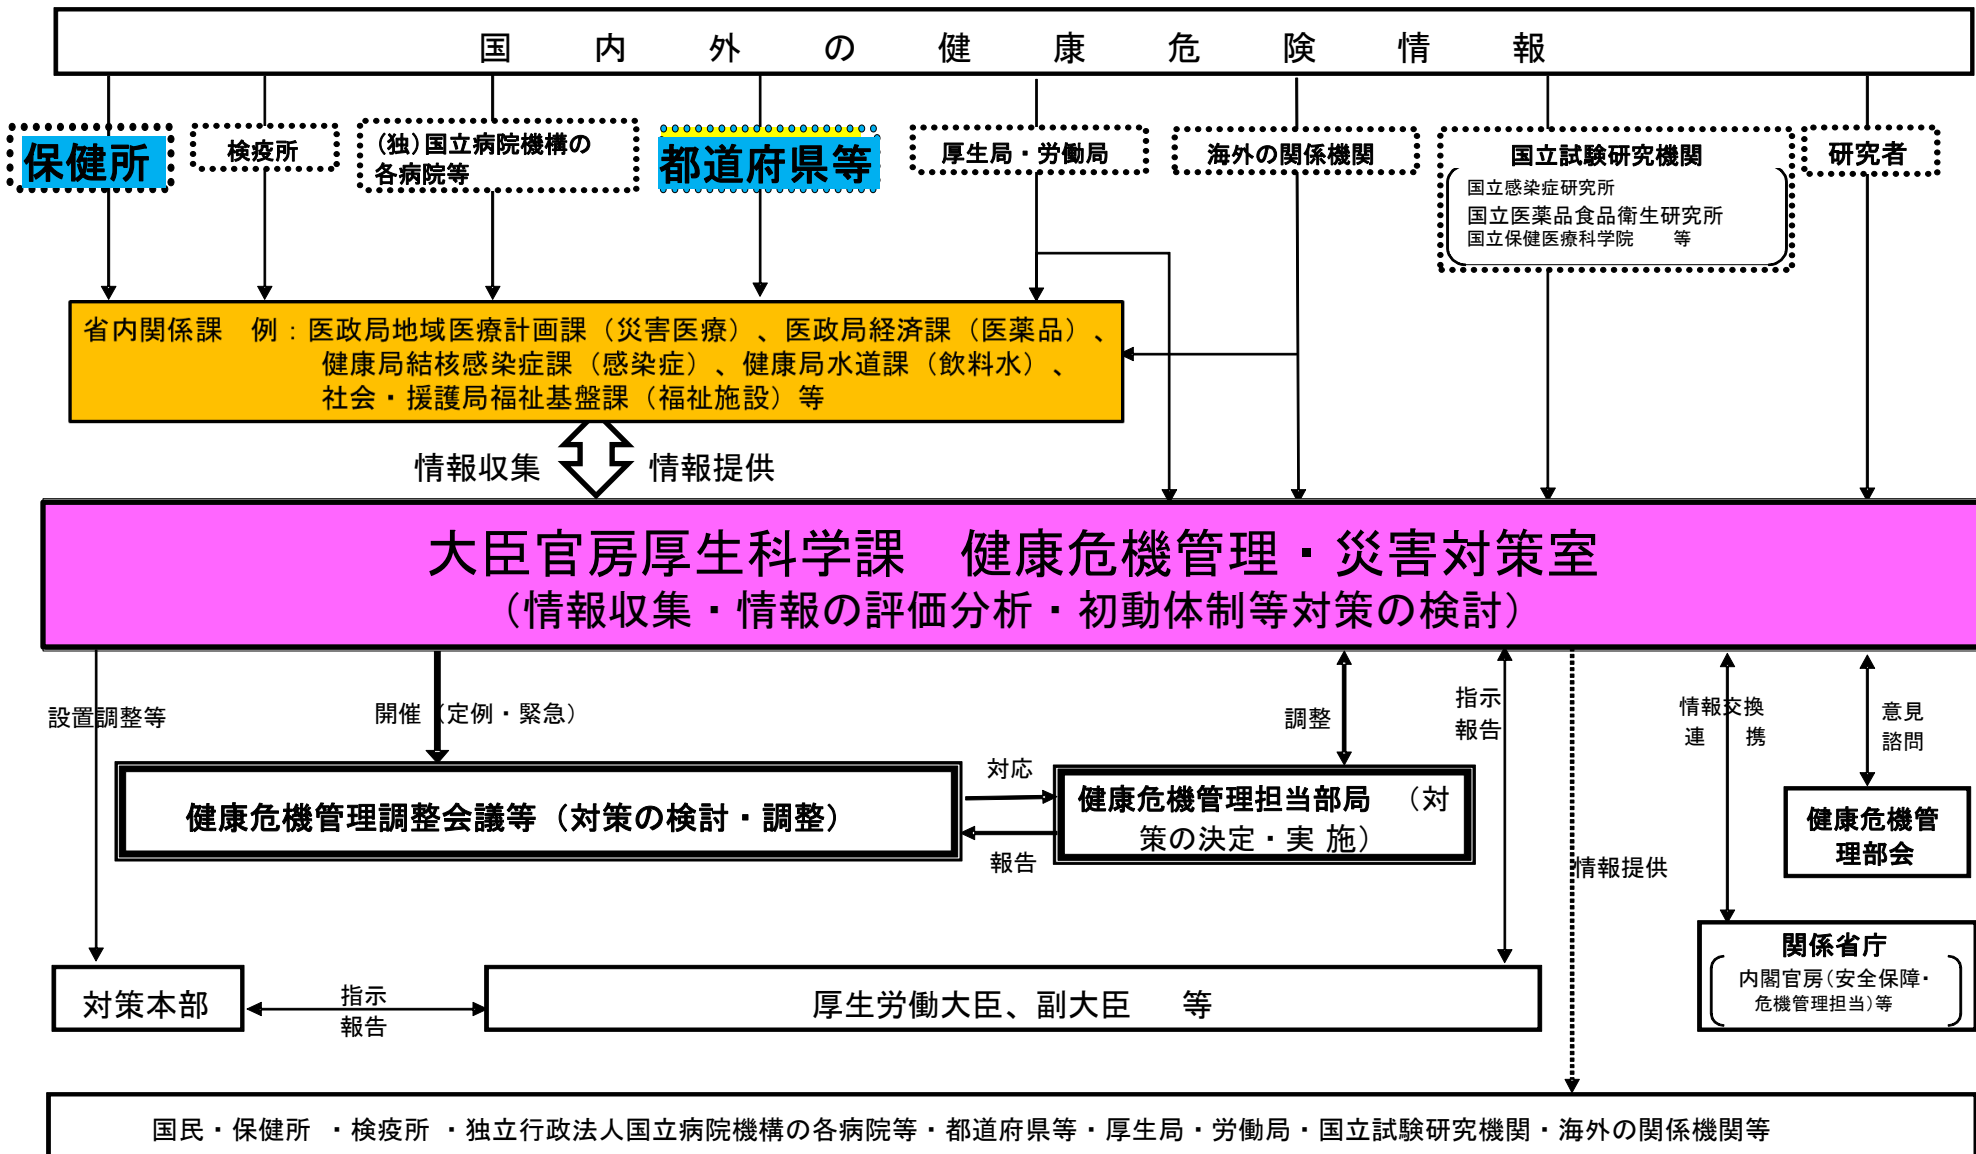 国内外の健康危険情報
保健所
検疫所
(独)国立病院機構の
各病院等
都道府県等
厚生局・労働局
海外の関係機関
国立試験研究機関
国立感染症研究所
国立医薬品食品衛生研究所
国立保健医療科学院　等
研究者
省内関係課　例：医政局地域医療計画課（災害医療）、医政局経済課（医薬品）、
健康局結核感染症課（感染症）、健康局水道課（飲料水）、
社会・援護局福祉基盤課（福祉施設）等
情報収集
情報提供
大臣官房厚生科学課　健康危機管理・災害対策室
（情報収集・情報の評価分析・初動体制等対策の検討）
設置調整等
開催（定例・緊急）
調整
指示
報告
情報交換
連　携
意見
諮問
健康危機管理調整会議等（対策の検討・調整）
対応
報告
健康危機管理担当部局　（対
策の決定・実 施）
情報提供
健康危機管
理部会
関係省庁
内閣官房(安全保障・
危機管理担当)等
対策本部
指示
報告
厚生労働大臣、副大臣　等
国民・保健所 ・検疫所 ・独立行政法人国立病院機構の各病院等・都道府県等・厚生局・労働局・国立試験研究機関・海外の関係機関等